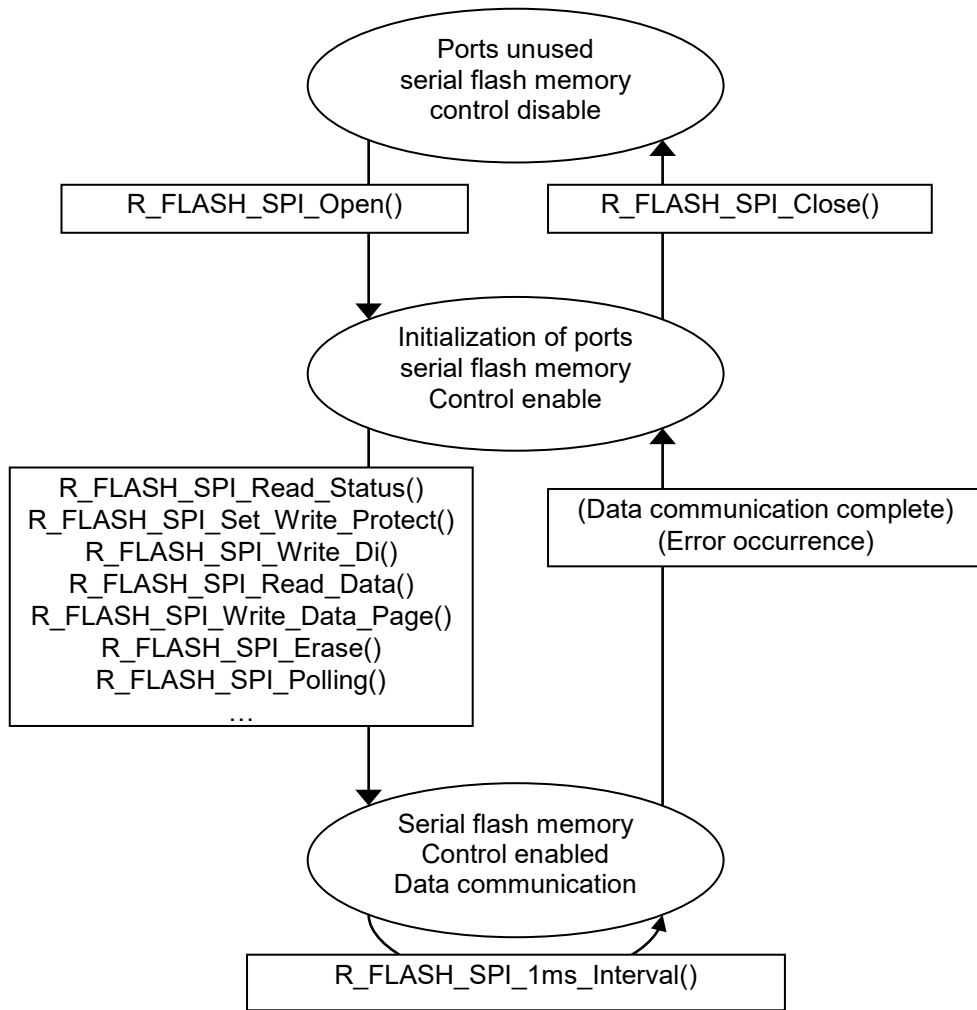 Ports unused
serial flash memory
control disable
R_FLASH_SPI_Open()
R_FLASH_SPI_Close()
Initialization of ports
serial flash memory
Control enable
R_FLASH_SPI_Read_Status()
R_FLASH_SPI_Set_Write_Protect()
R_FLASH_SPI_Write_Di()
R_FLASH_SPI_Read_Data()
R_FLASH_SPI_Write_Data_Page()
R_FLASH_SPI_Erase()
R_FLASH_SPI_Polling()
…
(Data communication complete)
(Error occurrence)
Serial flash memory
Control enabled
Data communication
R_FLASH_SPI_1ms_Interval()